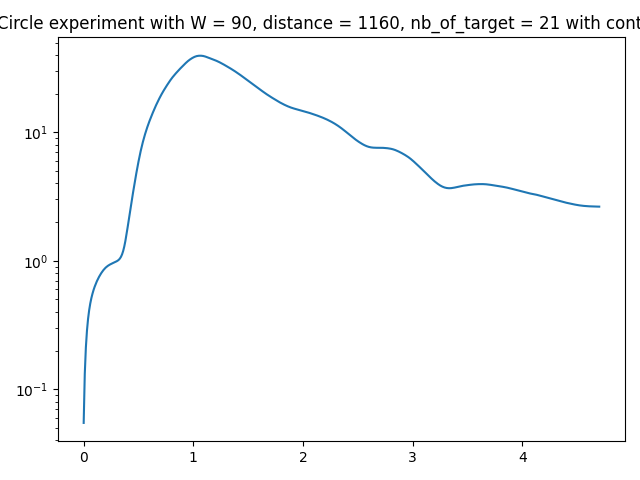 Circle experiment with W = 90, distance = 1160, nb_of_target = 21 with cont
10¹
10⁰
10⁻¹
0 1 2 3 4